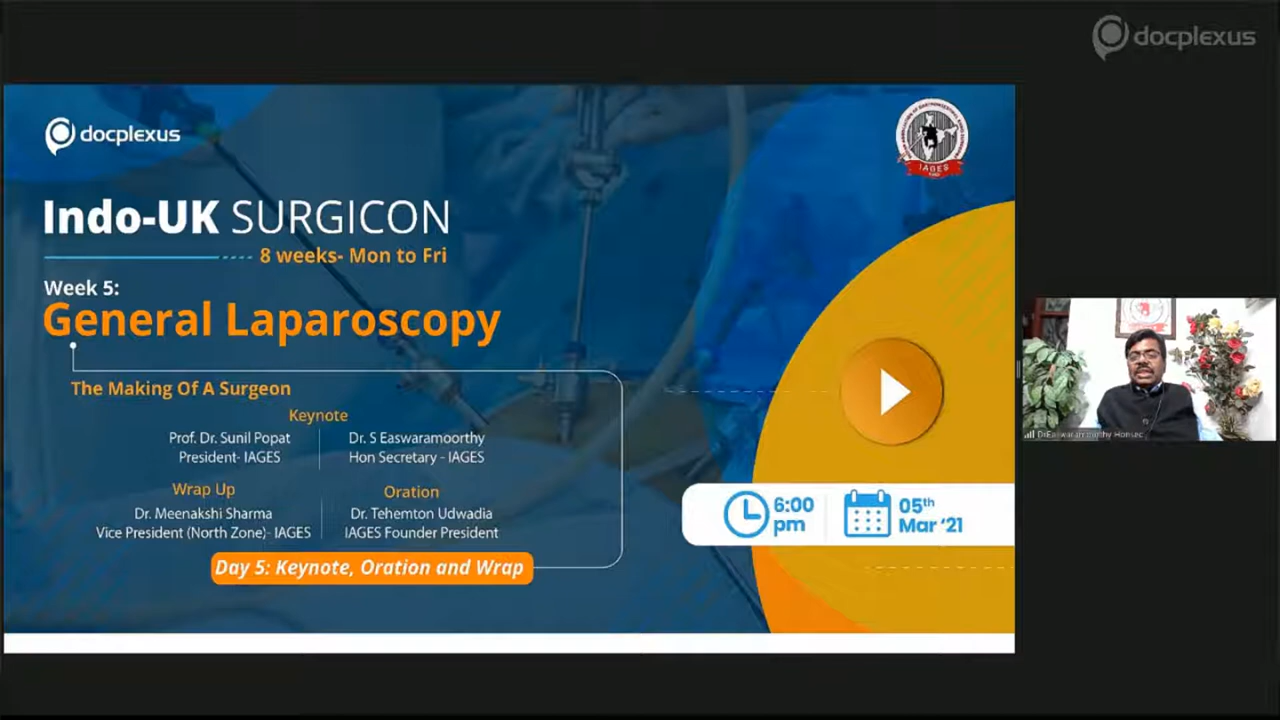 docplexus
docplexus
IAGES
Indo-UK SURGICON
8 weeks- Mon to Fri
Week 5:
General Laparoscopy
The Making Of A Surgeon
Keynote
Prof. Dr. Sunil Popat
President- IAGES
Dr. S Easwaramoorthy
Hon Secretary - IAGES
Wrap Up
Dr. Meenakshi Sharma
Vice President (North Zone)- IAGES
Oration
Dr. Tehemton Udwadia
IAGES Founder President
Day 5: Keynote, Oration and Wrap
6:00
pm
05th
Mar ‘21
DrEaswaramoorthy Honsec